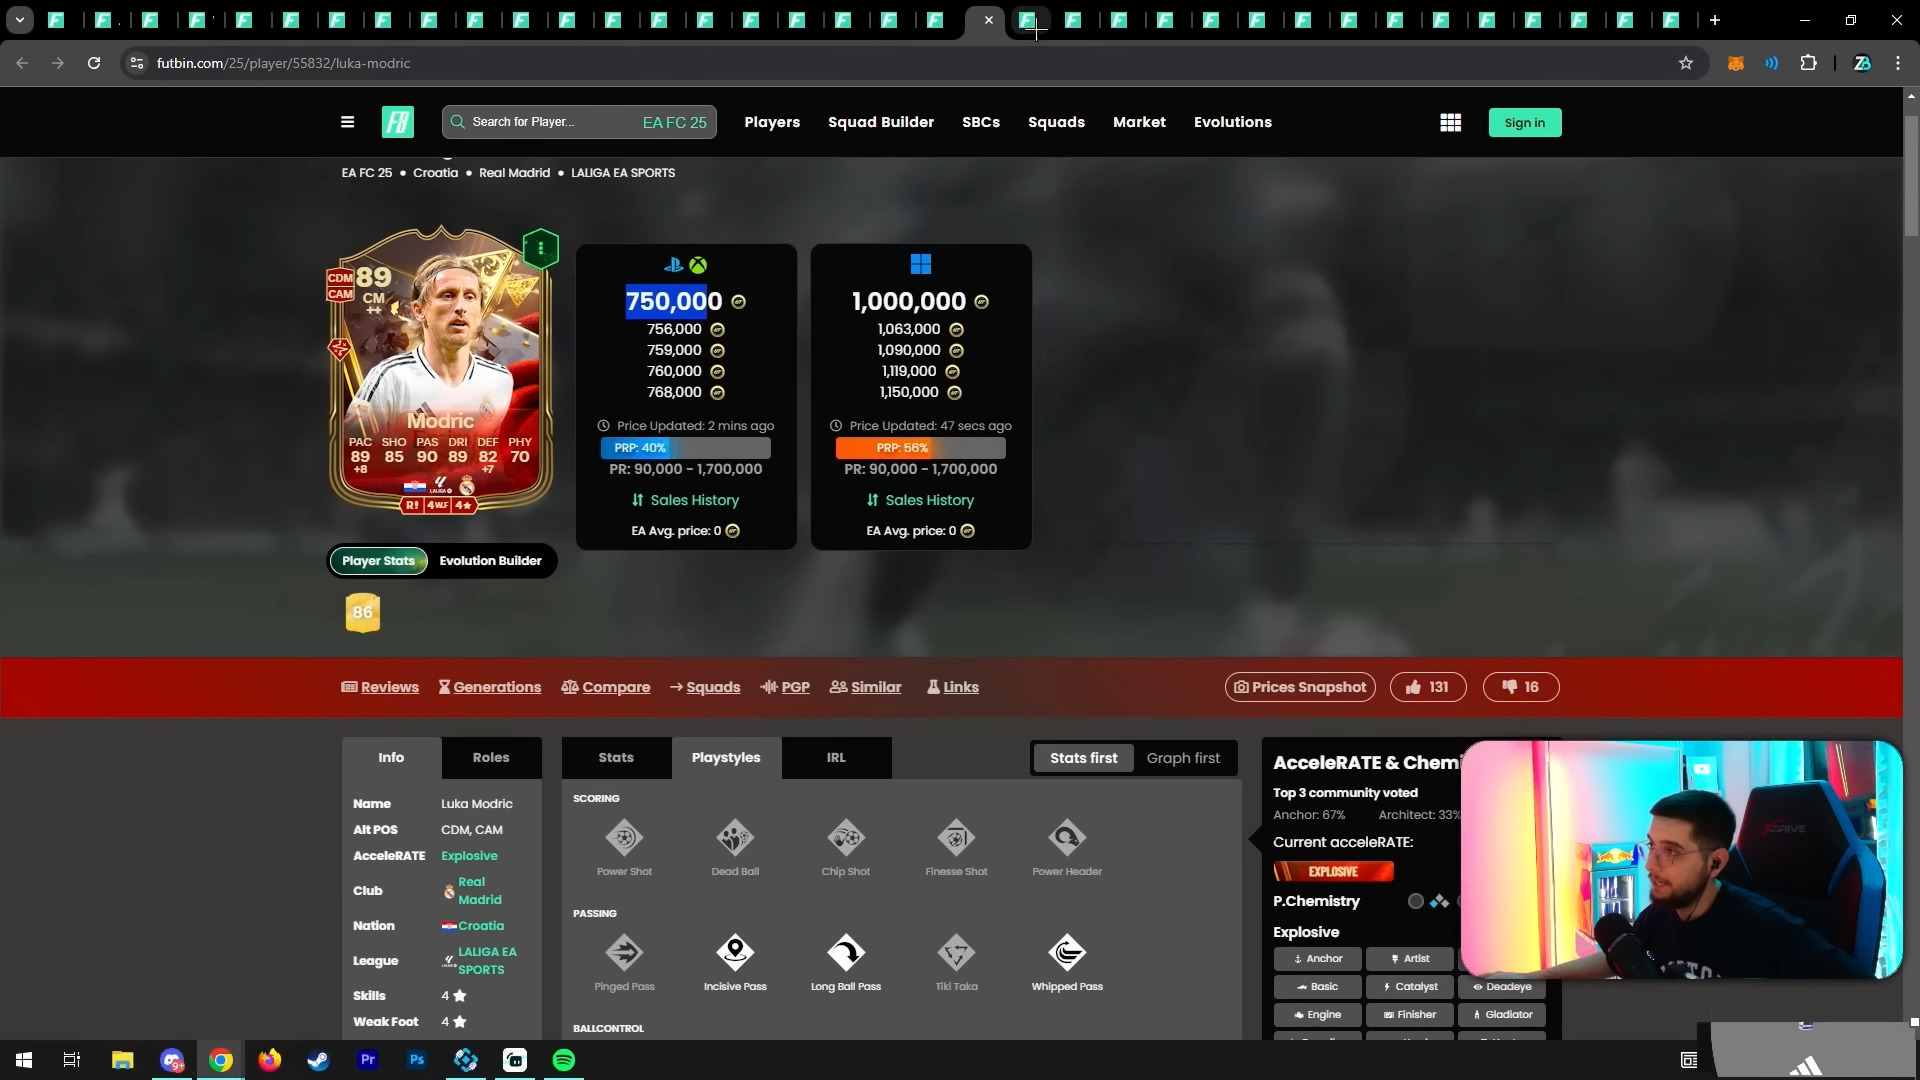 futbin.com/25/player/55832/luka-modric
Search for Player...
EA FC 25
Players
Squad Builder
SBCs
Squads
Market
Evolutions
Sign in
EA FC 25 • Croatia • Real Madrid • LALIGA EA SPORTS
CDM
CAM
89
CM
++
Modric
PAC SHO PAS DRI DEF PHY
89 85 90 89 82 70
+8 +7
R! 4W.F 4★
750,000
756,000
759,000
760,000
768,000
Price Updated: 2 mins ago
PRP: 40%
PR: 90,000 - 1,700,000
Sales History
EA Avg. price: 0
1,000,000
1,063,000
1,090,000
1,119,000
1,150,000
Price Updated: 47 secs ago
PRP: 56%
PR: 90,000 - 1,700,000
Sales History
EA Avg. price: 0
Player Stats
Evolution Builder
86
Reviews
Generations
Compare
Squads
PGP
Similar
Links
Prices Snapshot
131
16
Info
Roles
Name Luka Modric
Alt POS CDM, CAM
AcceleRATE Explosive
Club Real
Madrid
Nation Croatia
League LALIGA EA
SPORTS
Skills 4
Weak Foot 4
Stats
Playstyles
IRL
Stats first
Graph first
SCORING
Power Shot
Dead Ball
Chip Shot
Finesse Shot
Power Header
PASSING
Pinged Pass
Incisive Pass
Long Ball Pass
Tiki Taka
Whipped Pass
BALLCONTROL
AcceleRATE & Chemi
Top 3 community voted
Anchor: 67% Architect: 33%
Current acceleRATE:
EXPLOSIVE
P.Chemistry
Explosive
Anchor
Artist
Basic
Catalyst
Deadeye
Engine
Finisher
Gladiator